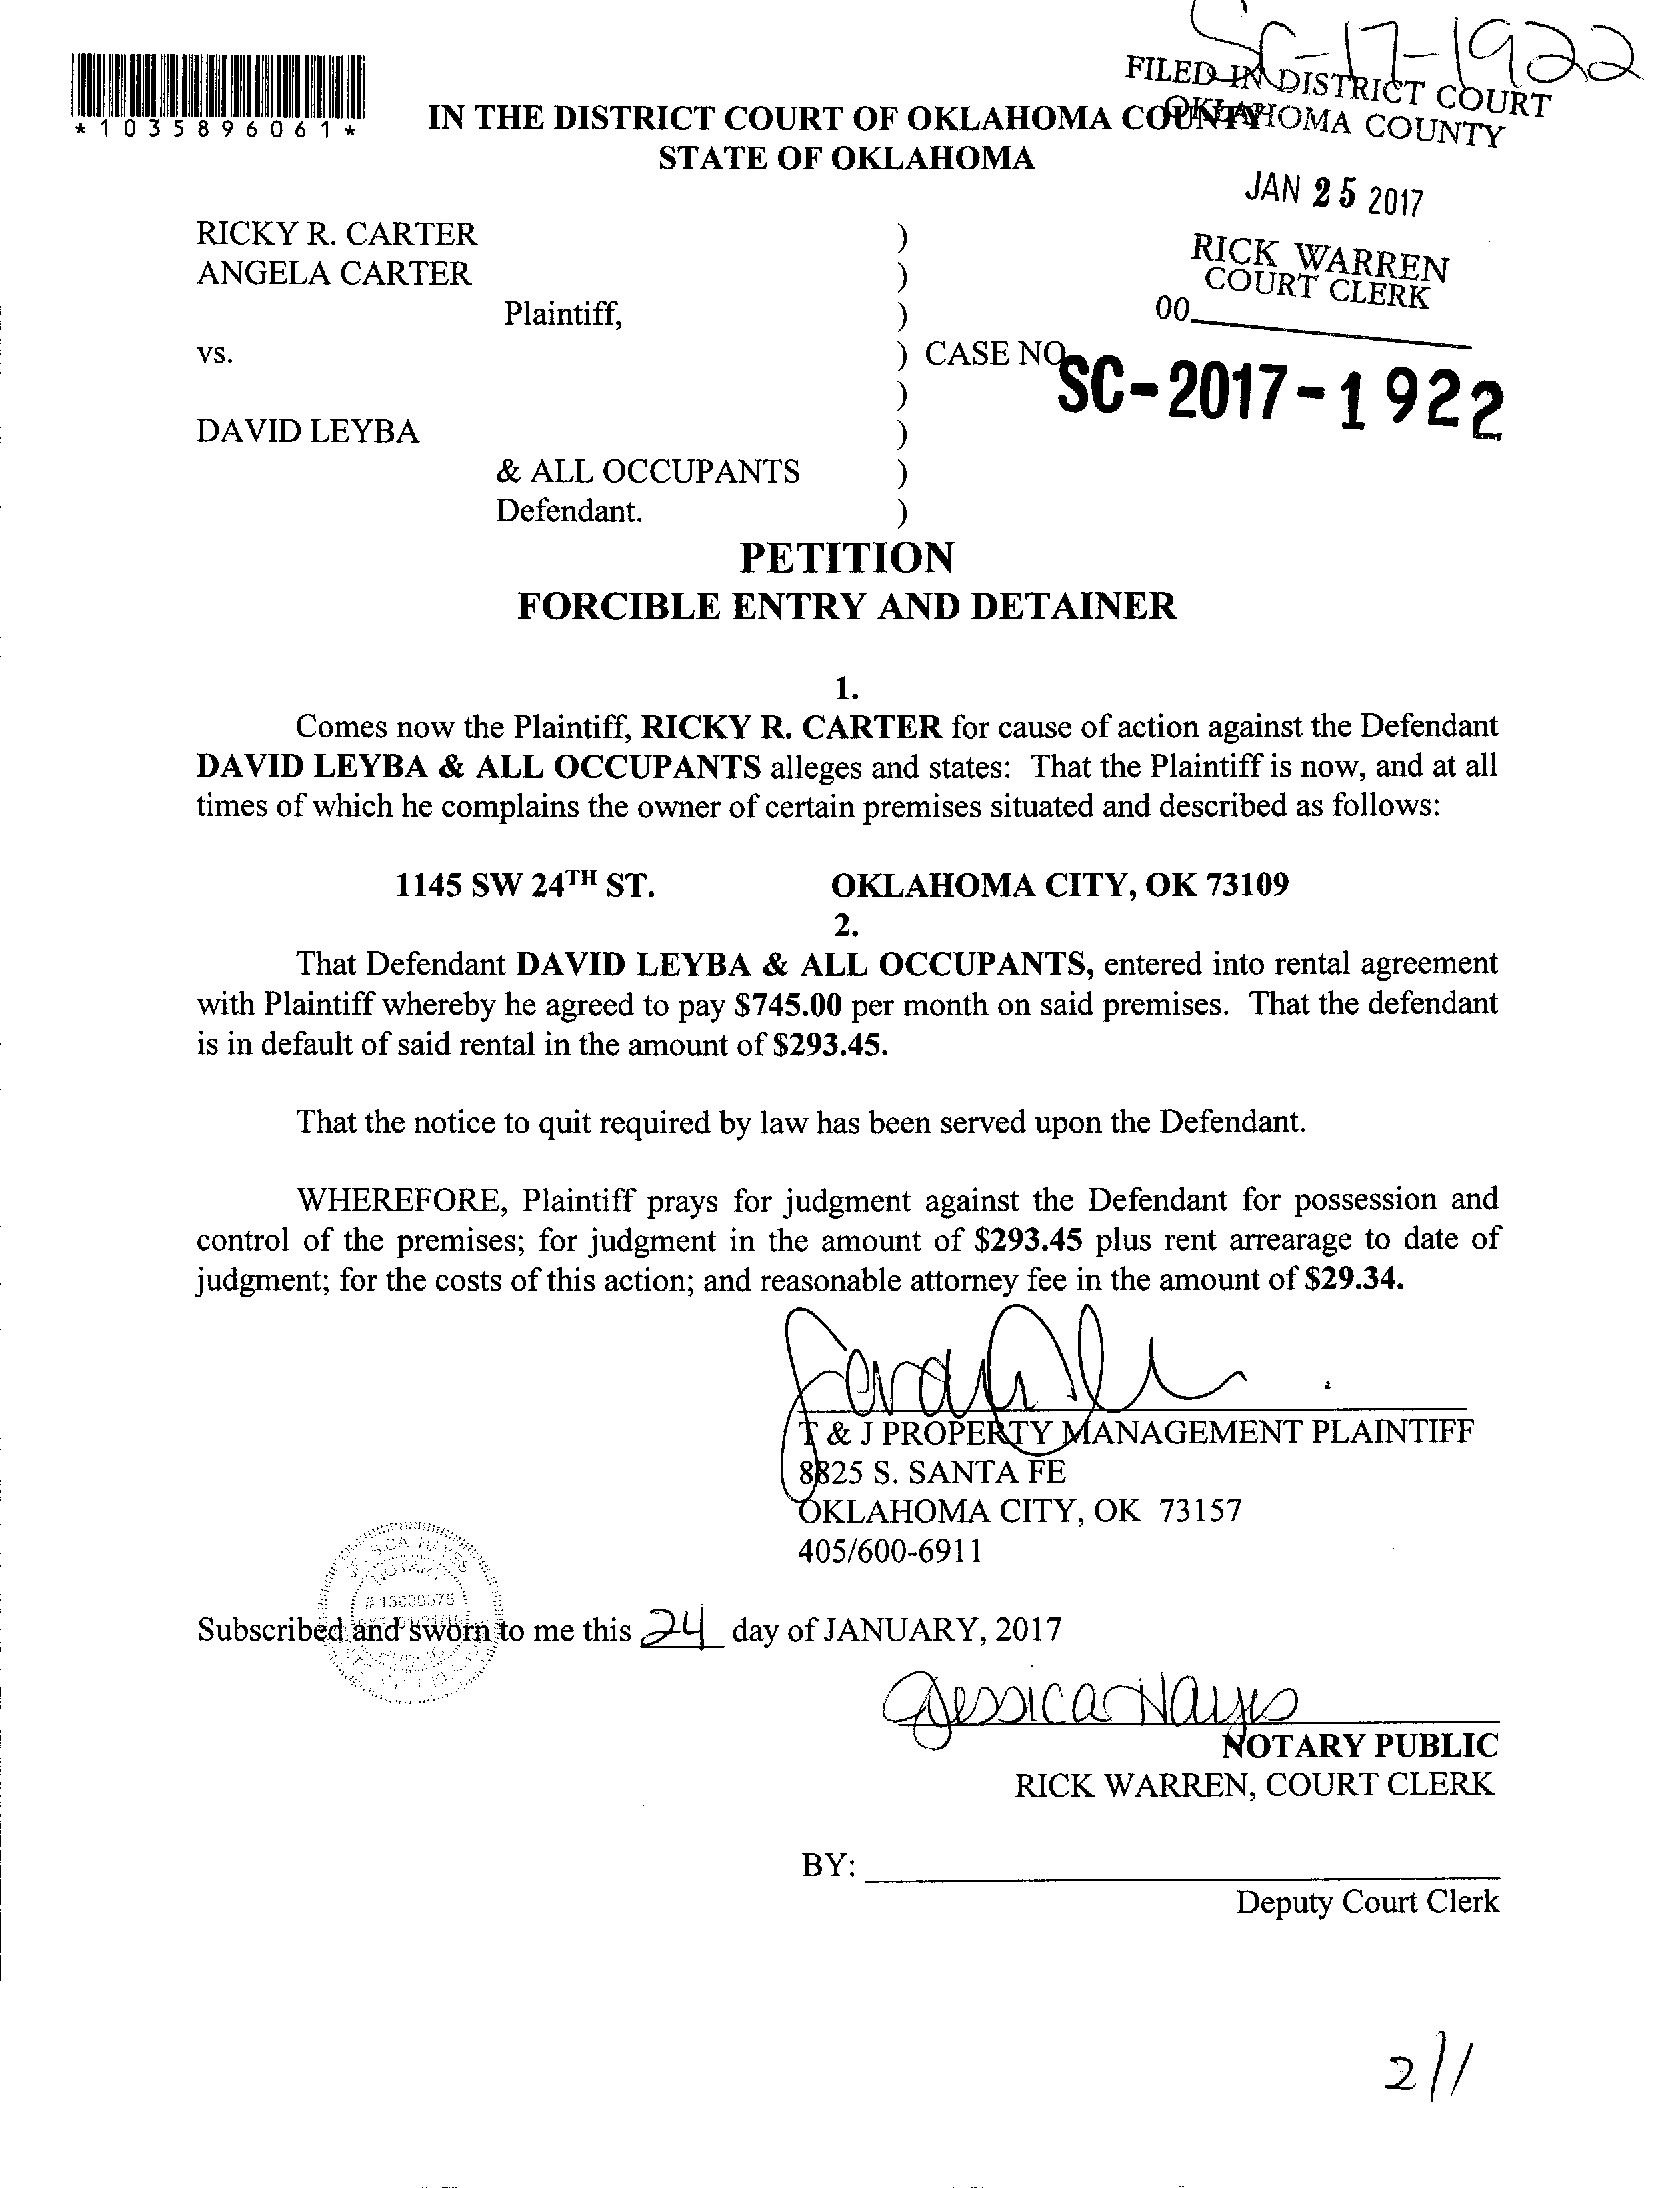 SC-17-1922
FILED IN DISTRICT COURT
OKLAHOMA COUNTY
*1035896061*
IN THE DISTRICT COURT OF OKLAHOMA COUNTY
STATE OF OKLAHOMA
JAN 25 2017
RICK WARREN
COURT CLERK
00
RICKY R. CARTER )
ANGELA CARTER )
Plaintiff, )
vs. ) CASE NO.
SC-2017-1922
)
DAVID LEYBA )
& ALL OCCUPANTS )
Defendant. )
PETITION
FORCIBLE ENTRY AND DETAINER
1.
Comes now the Plaintiff, RICKY R. CARTER for cause of action against the Defendant
DAVID LEYBA & ALL OCCUPANTS alleges and states: That the Plaintiff is now, and at all
times of which he complains the owner of certain premises situated and described as follows:
1145 SW 24TH ST. OKLAHOMA CITY, OK 73109
2.
That Defendant DAVID LEYBA & ALL OCCUPANTS, entered into rental agreement
with Plaintiff whereby he agreed to pay $745.00 per month on said premises. That the defendant
is in default of said rental in the amount of $293.45.
That the notice to quit required by law has been served upon the Defendant.
WHEREFORE, Plaintiff prays for judgment against the Defendant for possession and
control of the premises; for judgment in the amount of $293.45 plus rent arrearage to date of
judgment; for the costs of this action; and reasonable attorney fee in the amount of $29.34.
T & J PROPERTY MANAGEMENT PLAINTIFF
8825 S. SANTA FE
OKLAHOMA CITY, OK 73157
405/600-6911
Subscribed and sworn to me this 24 day of JANUARY, 2017
Jessica Hayes
NOTARY PUBLIC
RICK WARREN, COURT CLERK
BY:
Deputy Court Clerk
2/1